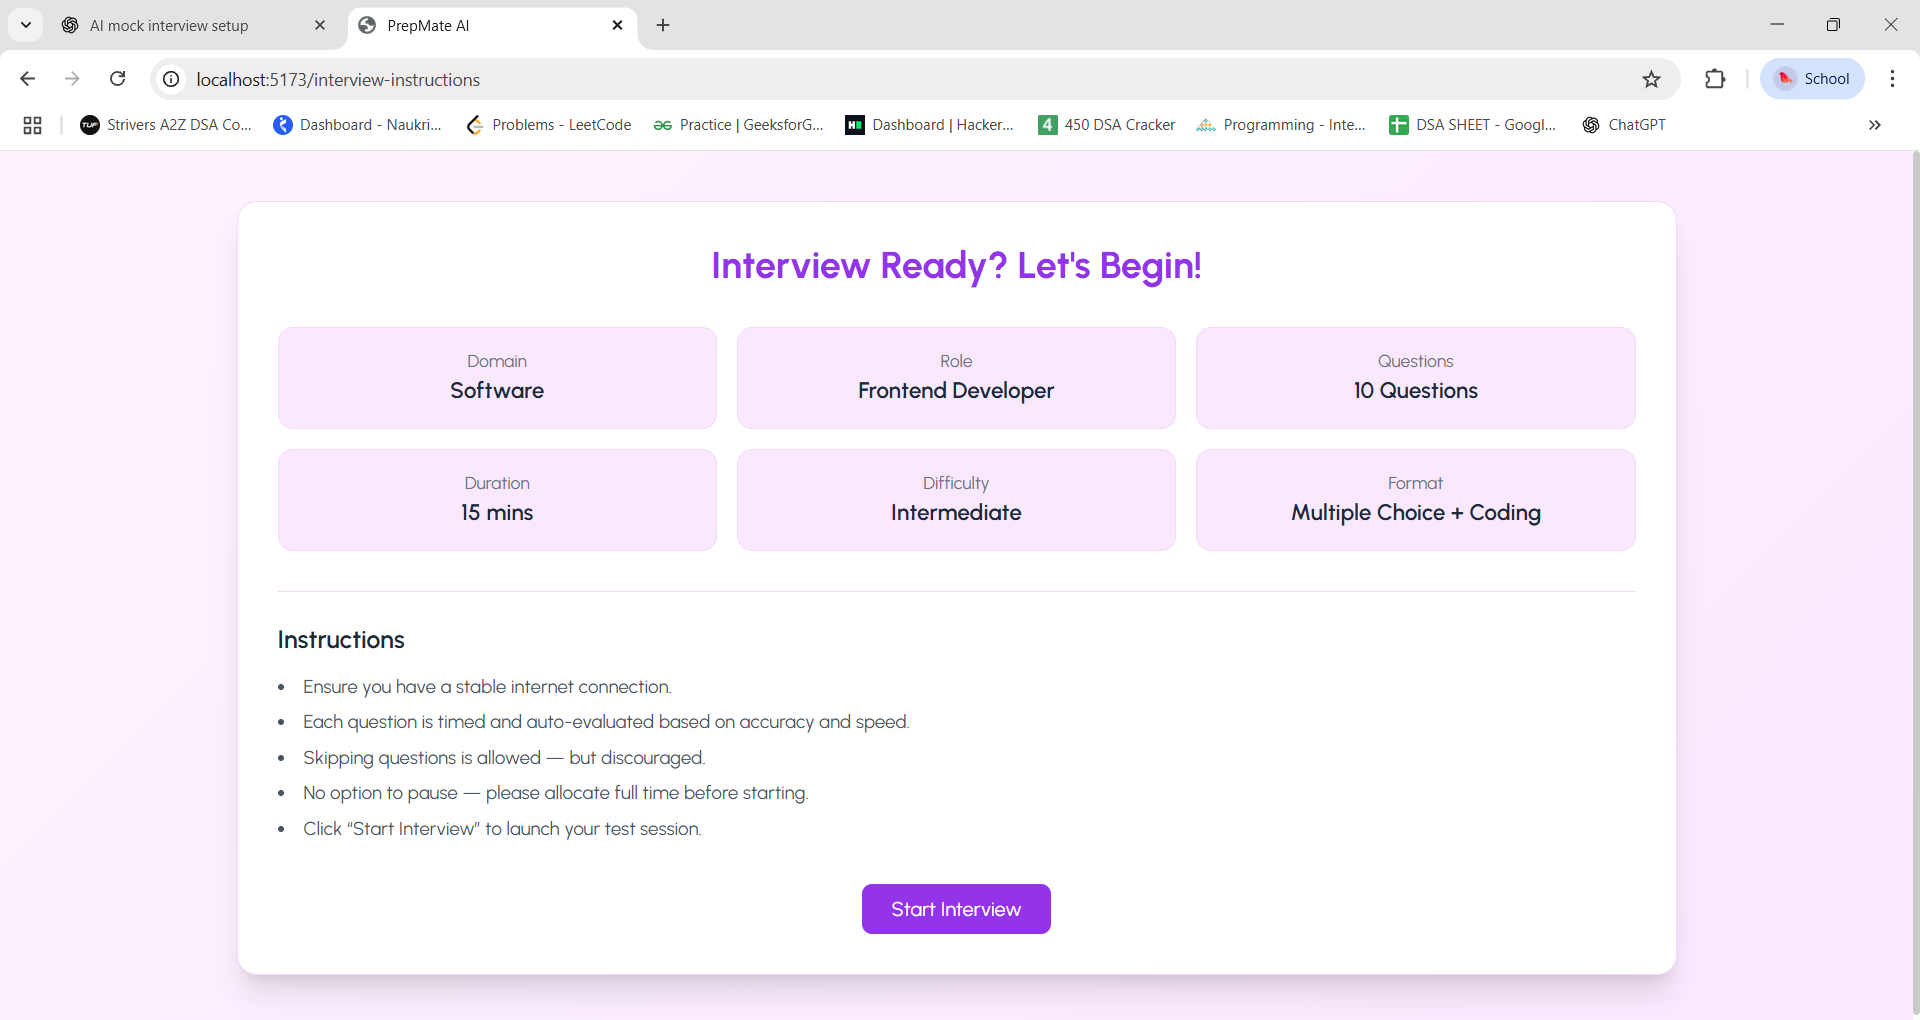 AI mock interview setup
PrepMate AI
localhost:5173/interview-instructions
School
Strivers A2Z DSA Co...
Dashboard - Naukri...
Problems - LeetCode
Practice | GeeksforG...
Dashboard | Hacker...
450 DSA Cracker
Programming - Inte...
DSA SHEET - Googl...
ChatGPT
Interview Ready? Let's Begin!
Domain
Software
Role
Frontend Developer
Questions
10 Questions
Duration
15 mins
Difficulty
Intermediate
Format
Multiple Choice + Coding
Instructions
• Ensure you have a stable internet connection.
• Each question is timed and auto-evaluated based on accuracy and speed.
• Skipping questions is allowed — but discouraged.
• No option to pause — please allocate full time before starting.
• Click “Start Interview” to launch your test session.
Start Interview